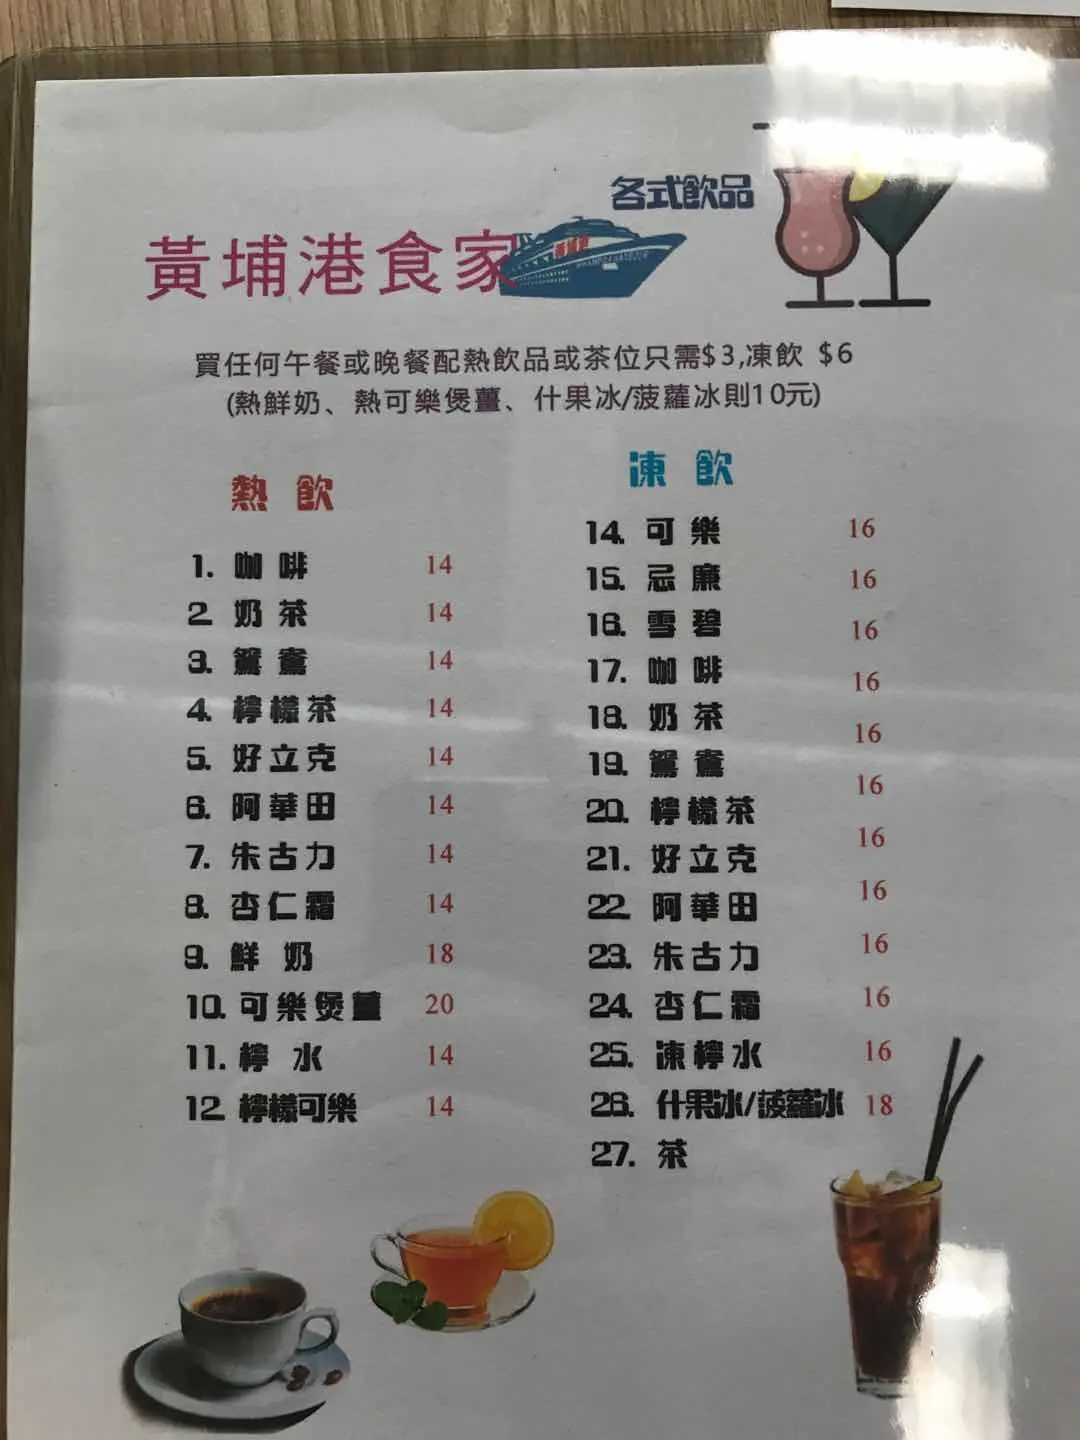 各式飲品
黃埔港食家
黃埔港
買任何午餐或晚餐配熱飲品或茶位只需$3,凍飲 $6
(熱鮮奶、熱可樂煲薑、什果冰/菠蘿冰則10元)
熱飲
1. 咖啡 14
2. 奶茶 14
3. 鴛鴦 14
4. 檸檬茶 14
5. 好立克 14
6. 阿華田 14
7. 朱古力 14
8. 杏仁霜 14
9. 鮮奶 18
10. 可樂煲薑 20
11. 檸水 14
12. 檸檬可樂 14
凍飲
14. 可樂 16
15. 忌廉 16
16. 雪碧 16
17. 咖啡 16
18. 奶茶 16
19. 鴛鴦 16
20. 檸檬茶 16
21. 好立克 16
22. 阿華田 16
23. 朱古力 16
24. 杏仁霜 16
25. 凍檸水 18
26. 什果冰/菠蘿冰
27. 茶